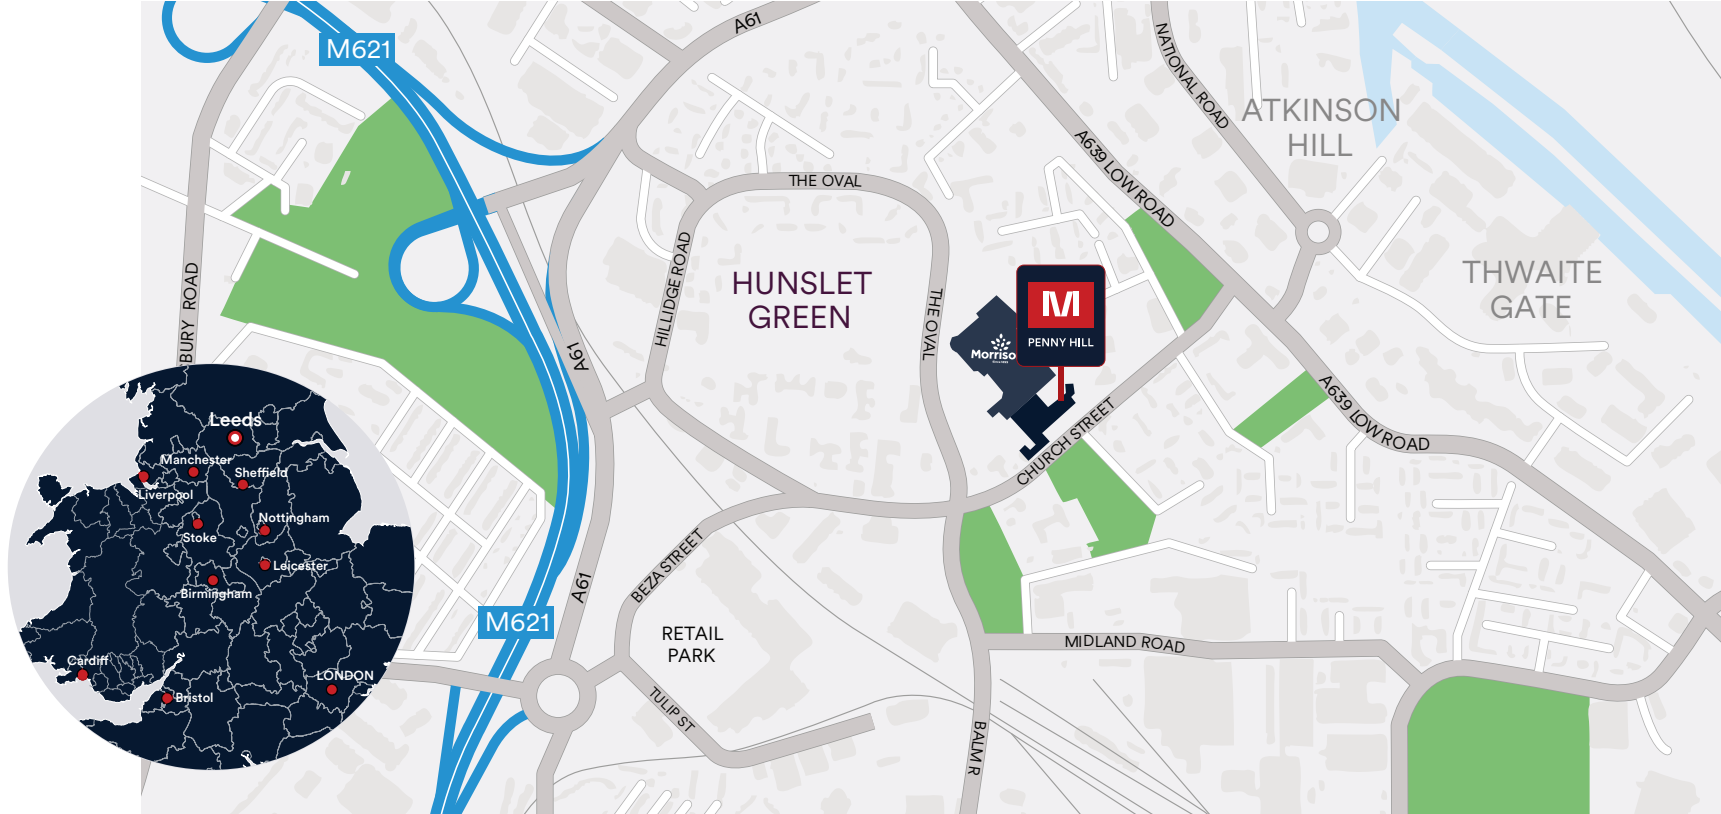 M621
A61
NATIONAL ROAD
ATKINSON
HILL
A639 LOW ROAD
THE OVAL
HILLIDGE ROAD
HUNSLET
GREEN
THE OVAL
THWAITE
GATE
M
PENNY HILL
Morriso
BURY ROAD
A61
A639 LOW ROAD
CHURCH STREET
Leeds
Manchester
Sheffield
Liverpool
Nottingham
Stoke
Leicester
Birmingham
Cardiff
LONDON
Bristol
BEZA STREET
A61
M621
RETAIL
PARK
MIDLAND ROAD
TULIP ST
BALM R